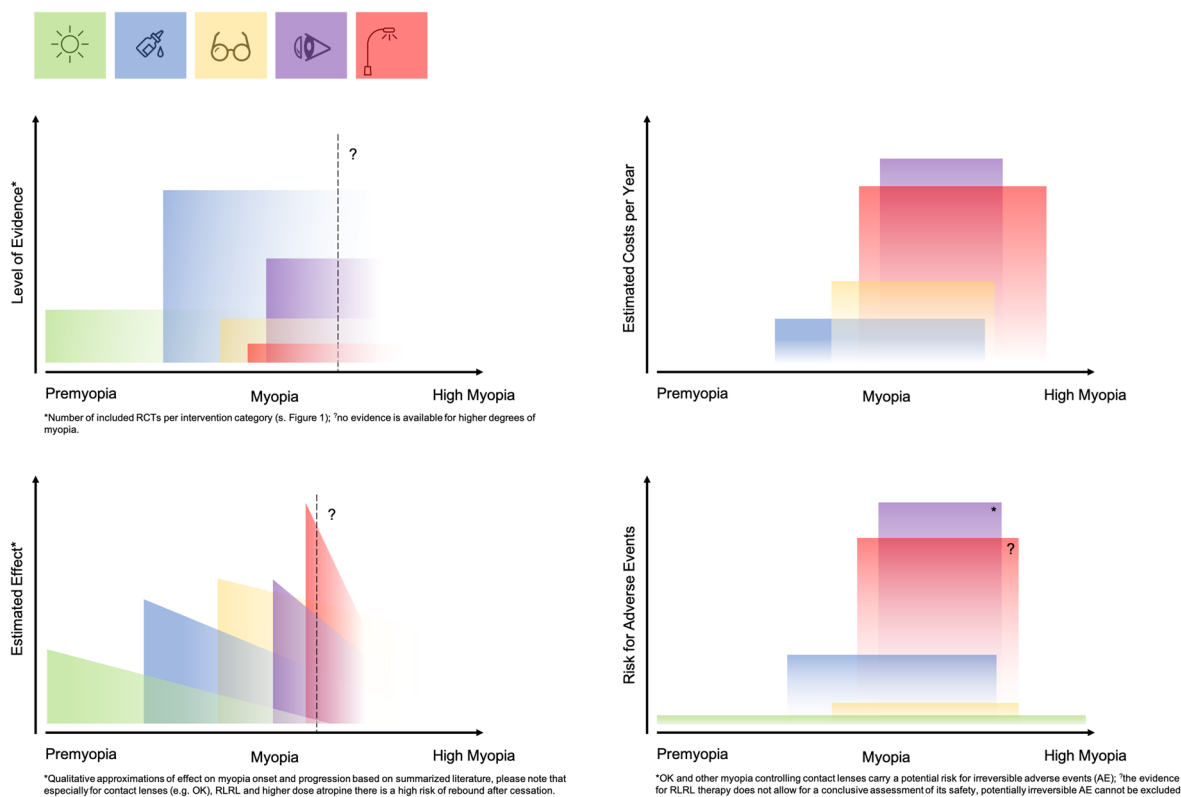 ?
Level of Evidence*
Premyopia
Myopia
High Myopia
*Number of included RCTs per intervention category (s. Figure 1); ?no evidence is available for higher degrees of
myopia.
Estimated Costs per Year
Premyopia
Myopia
High Myopia
?
Estimated Effect*
Premyopia
Myopia
High Myopia
*Qualitative approximations of effect on myopia onset and progression based on summarized literature, please note that
especially for contact lenses (e.g. OK), RLRL and higher dose atropine there is a high risk of rebound after cessation.
*
?
Risk for Adverse Events
Premyopia
Myopia
High Myopia
*OK and other myopia controlling contact lenses carry a potential risk for irreversible adverse events (AE); ?the evidence
for RLRL therapy does not allow for a conclusive assessment of its safety, potentially irreversible AE cannot be excluded